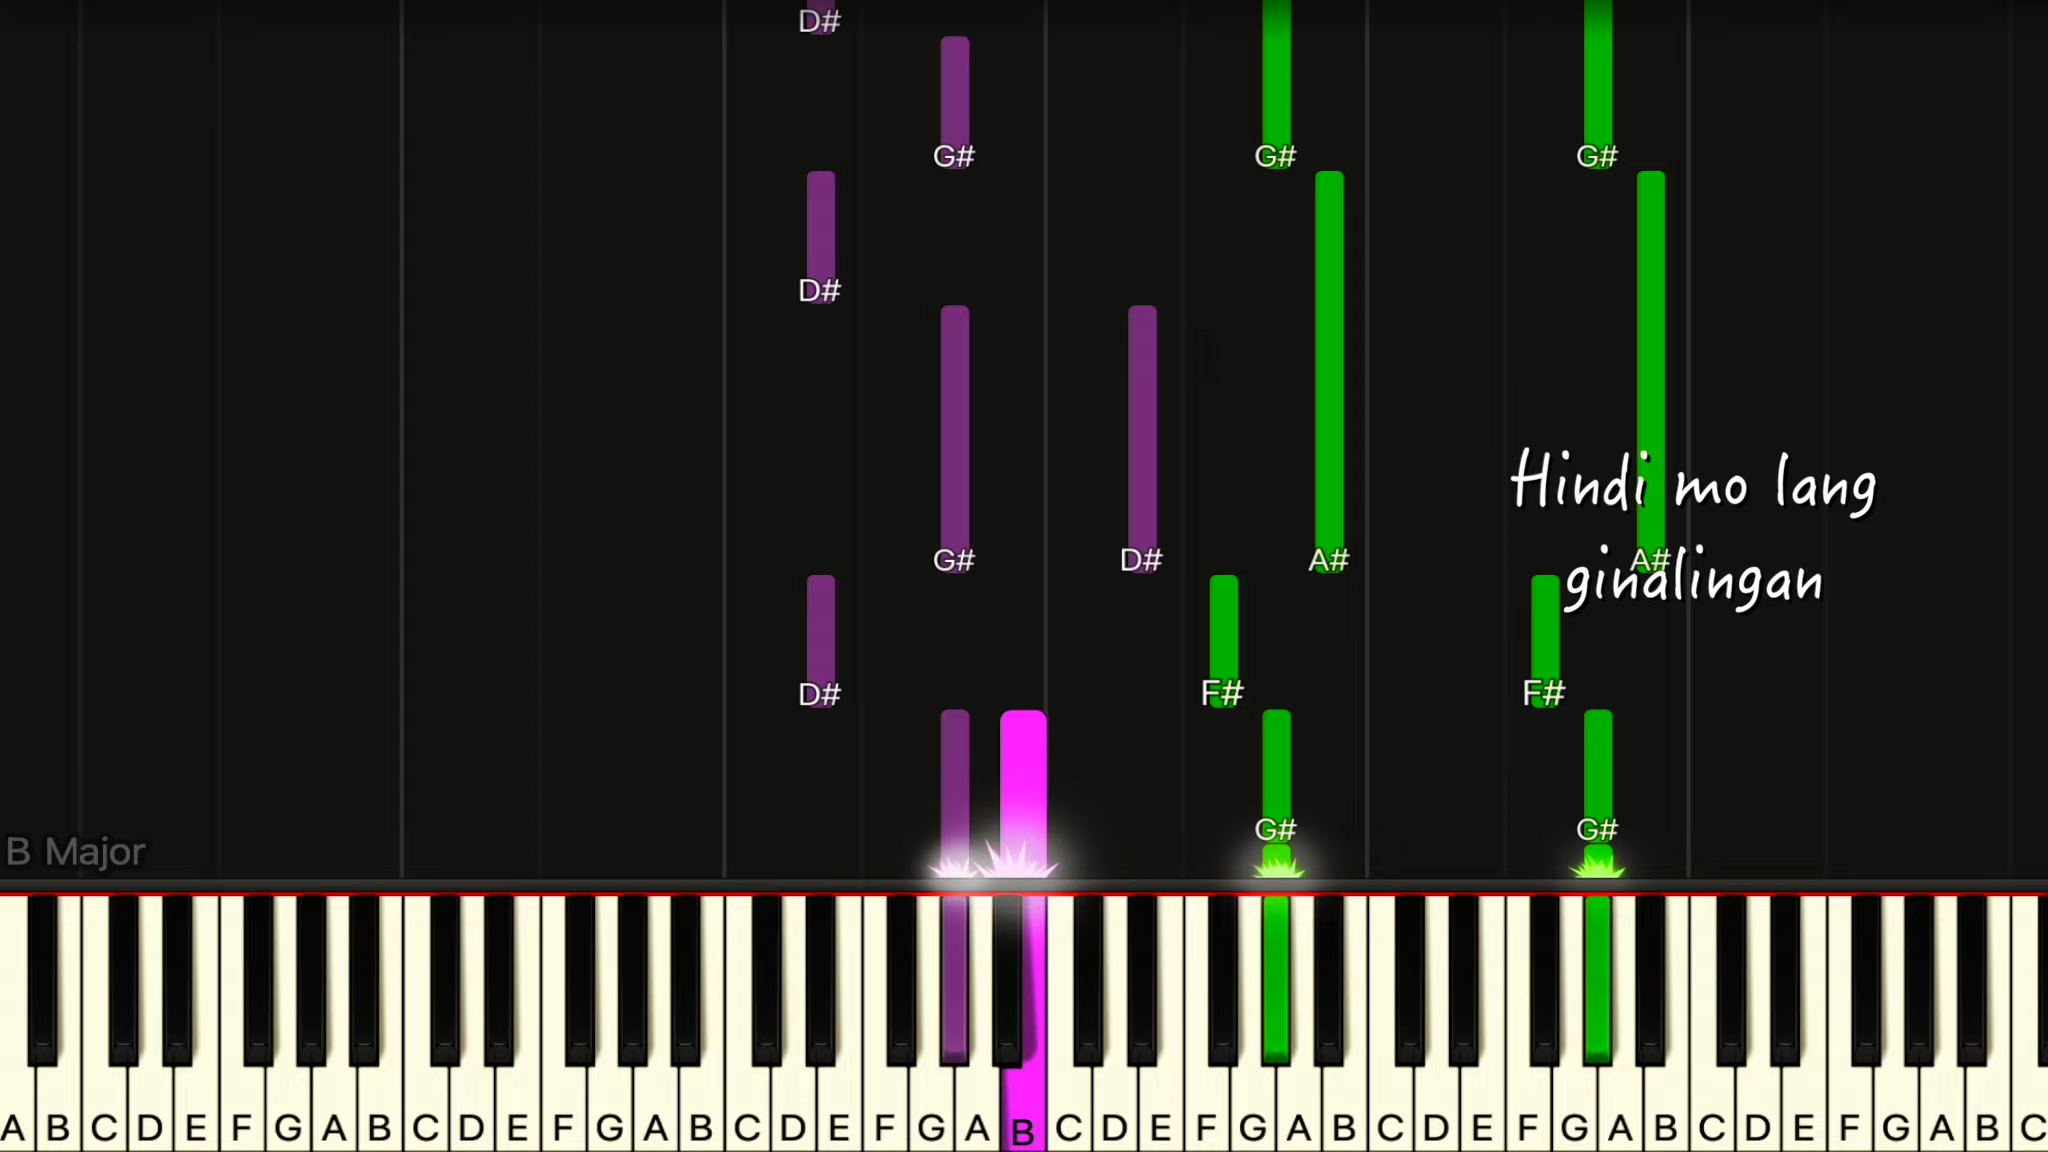 D#
G# G# G#
D#
Hindi mo lang
ginalingan
G# D# A# A#
D# F# F#
G# G#
B Major
A B C D E F G A B C D E F G A B C D E F G A B C D E F G A B C D E F G A B C D E F G A B C